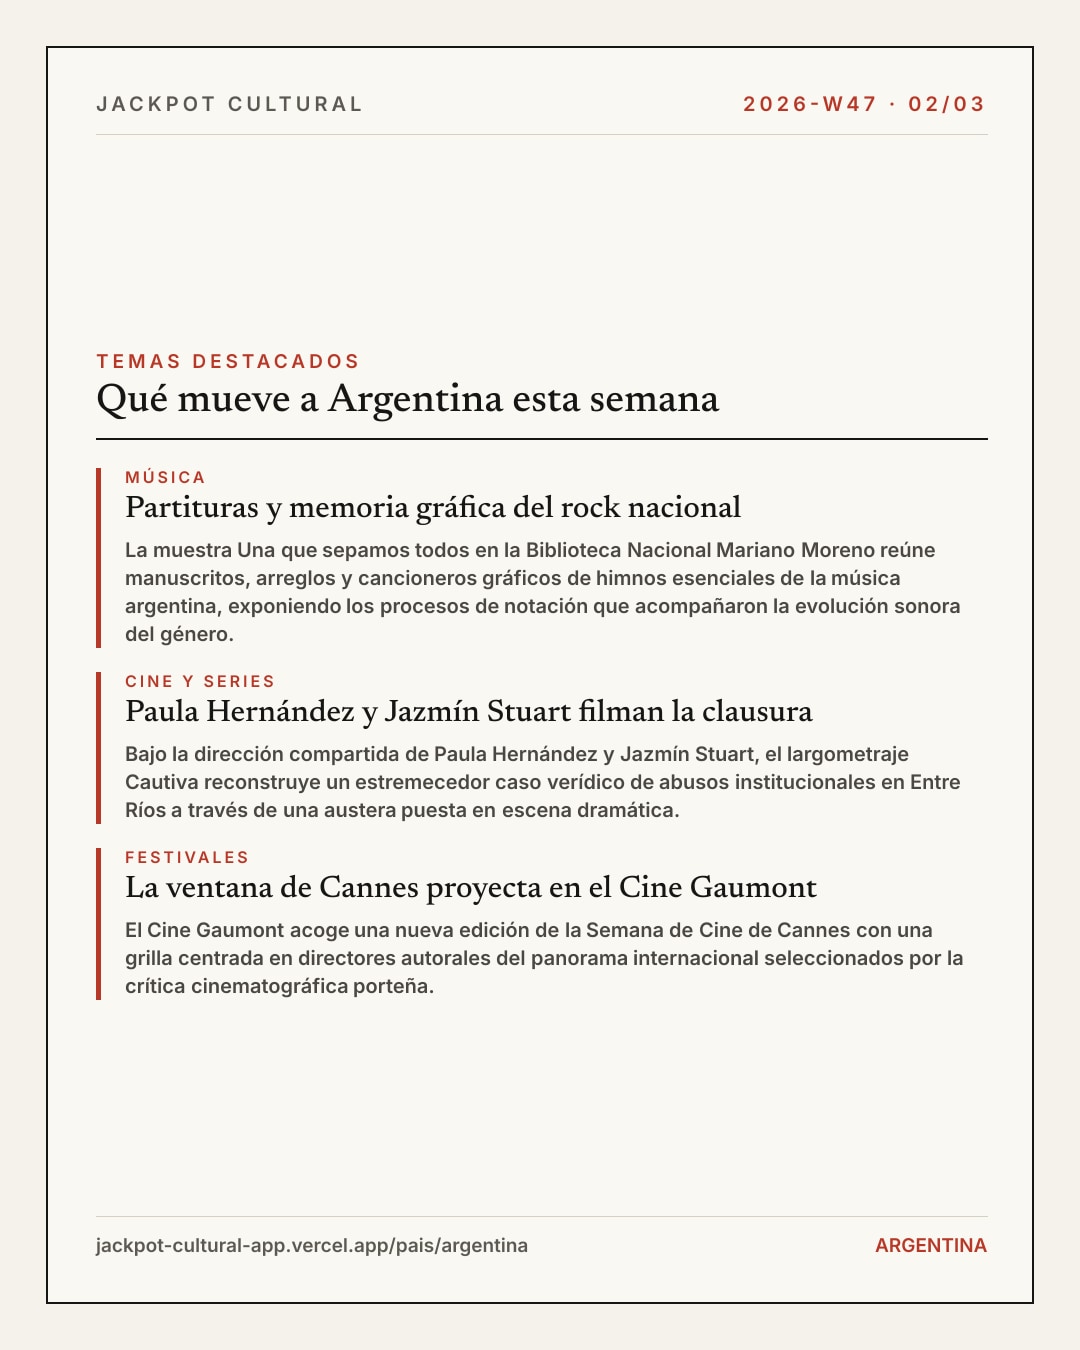 JACKPOT CULTURAL
2026-W47 · 02/03
TEMAS DESTACADOS
Qué mueve a Argentina esta semana
MÚSICA
Partituras y memoria gráfica del rock nacional
La muestra Una que sepamos todos en la Biblioteca Nacional Mariano Moreno reúne
manuscritos, arreglos y cancioneros gráficos de himnos esenciales de la música
argentina, exponiendo los procesos de notación que acompañaron la evolución sonora
del género.
CINE Y SERIES
Paula Hernández y Jazmín Stuart filman la clausura
Bajo la dirección compartida de Paula Hernández y Jazmín Stuart, el largometraje
Cautiva reconstruye un estremecedor caso verídico de abusos institucionales en Entre
Ríos a través de una austera puesta en escena dramática.
FESTIVALES
La ventana de Cannes proyecta en el Cine Gaumont
El Cine Gaumont acoge una nueva edición de la Semana de Cine de Cannes con una
grilla centrada en directores autorales del panorama internacional seleccionados por la
crítica cinematográfica porteña.
jackpot-cultural-app.vercel.app/pais/argentina
ARGENTINA